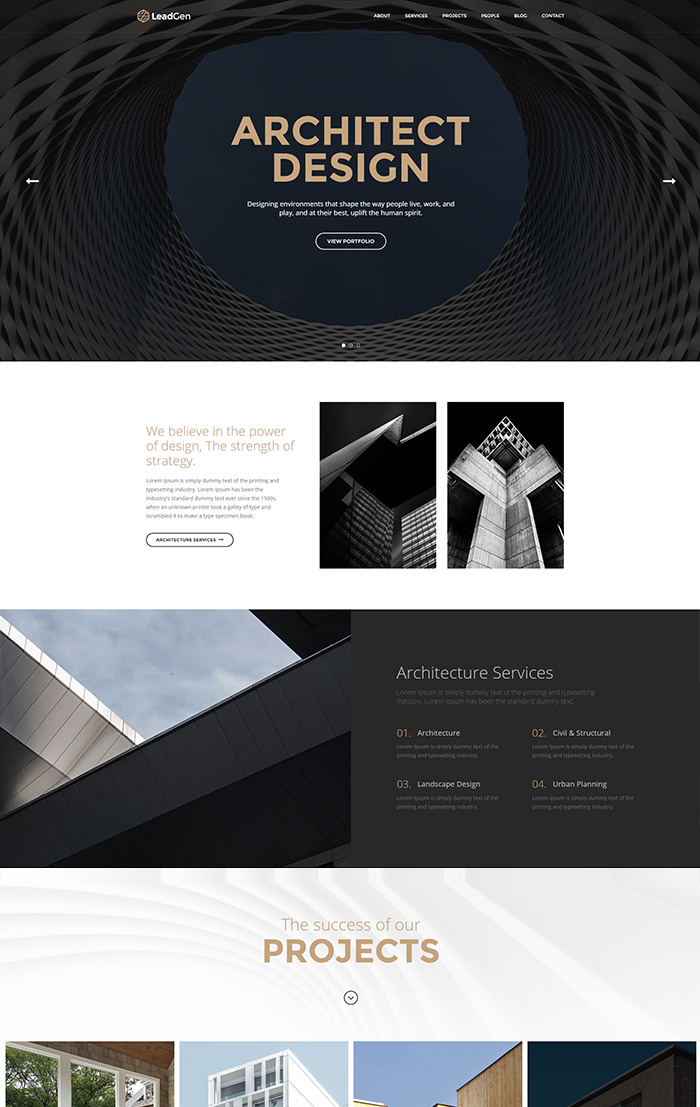 LeadGen
ABOUT SERVICES PROJECTS PEOPLE BLOG CONTACT
ARCHITECT
DESIGN
Designing environments that shape the way people live, work, and
play, and at their best, uplift the human spirit.
VIEW PORTFOLIO
We believe in the power
of design, The strength of
strategy.
Lorem Ipsum is simply dummy text of the printing and
typesetting industry. Lorem Ipsum has been the
industry's standard dummy text ever since the 1500s,
when an unknown printer took a galley of type and
scrambled it to make a type specimen book.
ARCHITECTURE SERVICES
Architecture Services
Lorem Ipsum is simply dummy text of the printing and typesetting
industry. Lorem Ipsum has been the standard dummy text.
01. Architecture
Lorem Ipsum is simply dummy text of the
printing and typesetting industry.
02. Civil & Structural
Lorem Ipsum is simply dummy text of the
printing and typesetting industry.
03. Landscape Design
Lorem Ipsum is simply dummy text of the
printing and typesetting industry.
04. Urban Planning
Lorem Ipsum is simply dummy text of the
printing and typesetting industry.
The success of our
PROJECTS